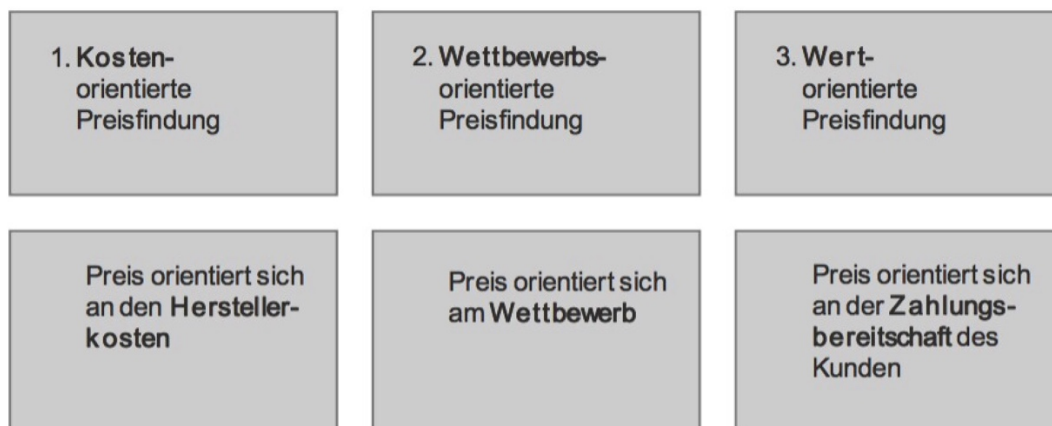 1. Kosten-
orientierte
Preisfindung
2. Wettbewerbs-
orientierte
Preisfindung
3. Wert-
orientierte
Preisfindung
Preis orientiert sich
an den Hersteller-
kosten
Preis orientiert sich
am Wettbewerb
Preis orientiert sich
an der Zahlungs-
bereitschaft des
Kunden